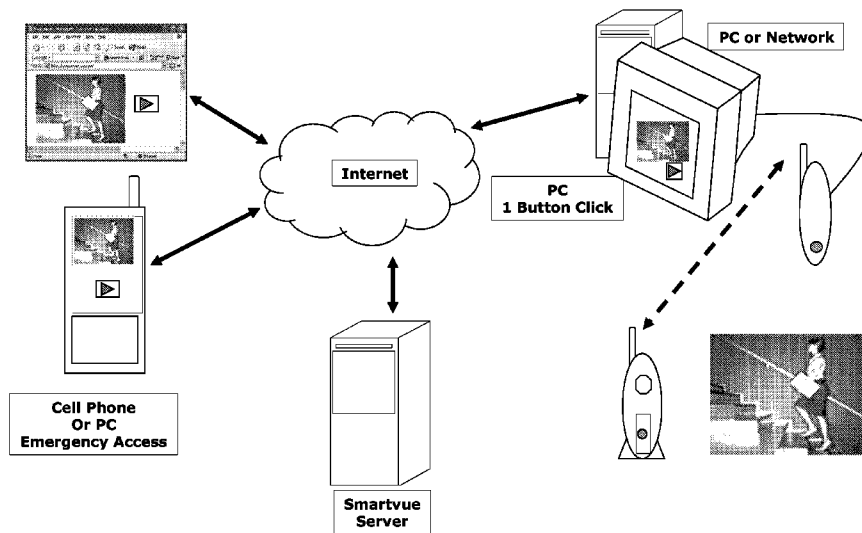 PC or Network
Internet
PC
1 Button Click
Cell Phone
Or PC
Emergency Access
Smartvue
Server